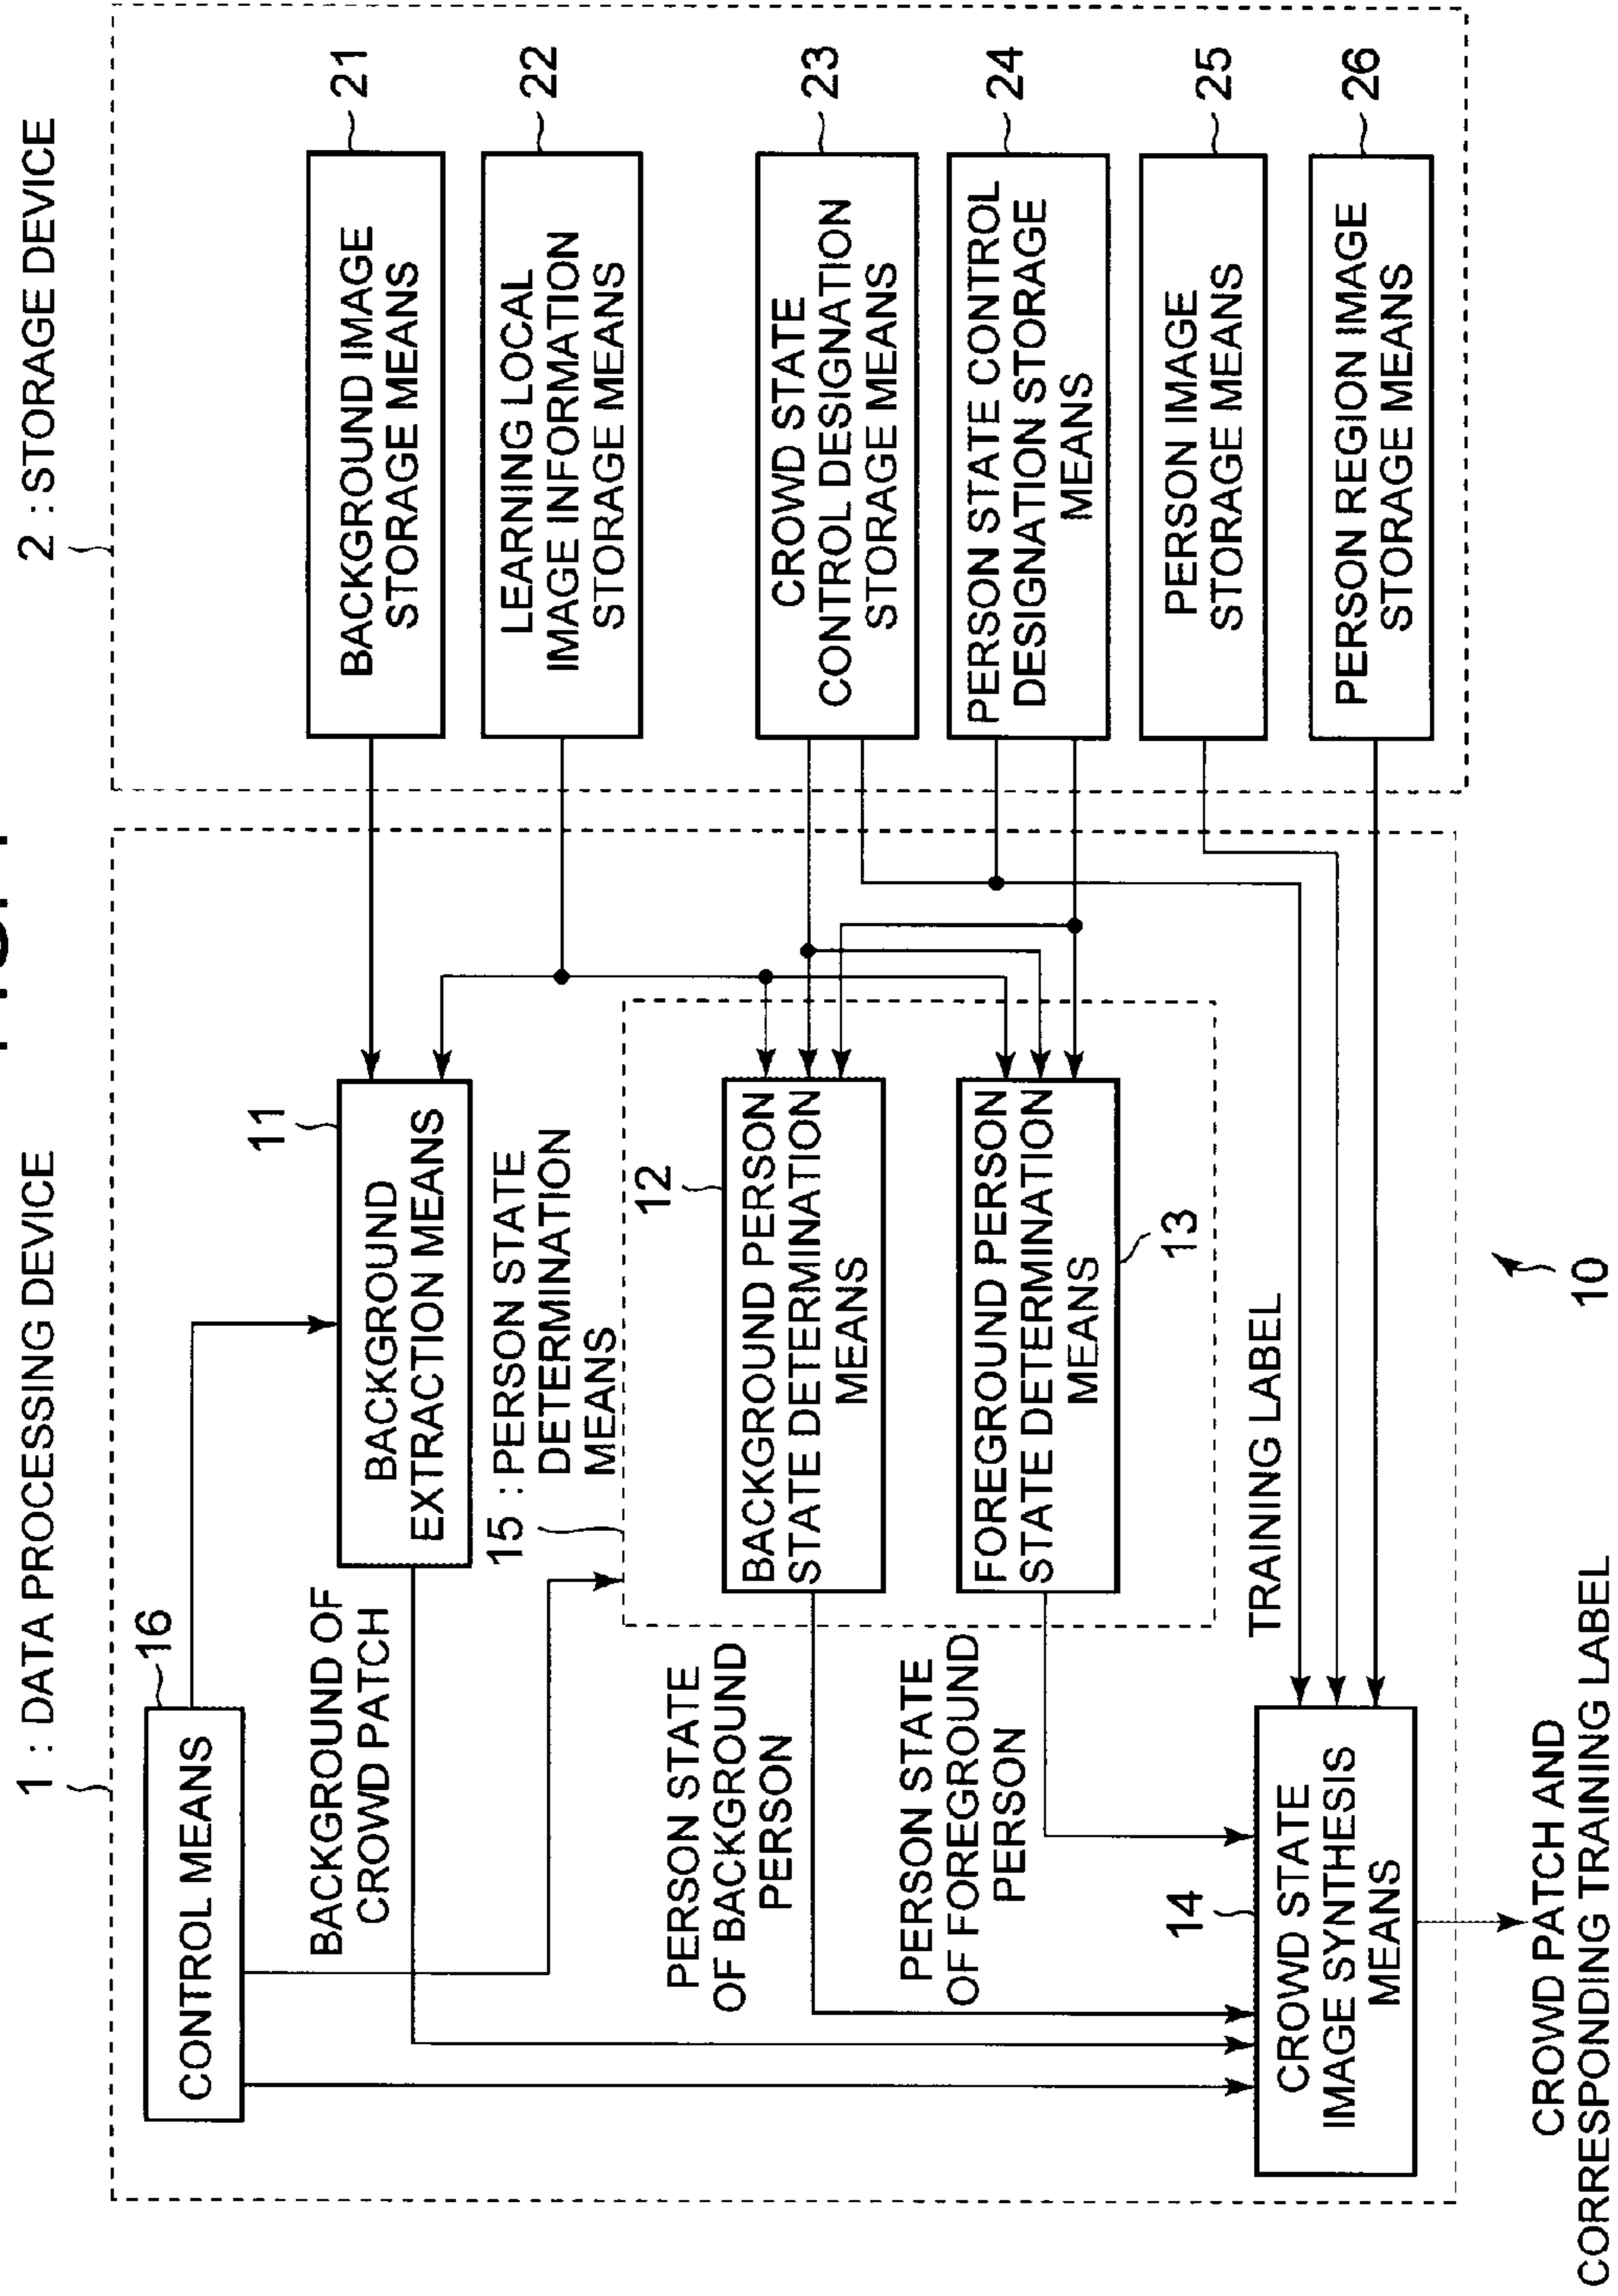 1 : DATA PROCESSING DEVICE
2 : STORAGE DEVICE
16
CONTROL MEANS
BACKGROUND OF
CROWD PATCH
11
BACKGROUND
EXTRACTION MEANS
21
BACKGROUND IMAGE
STORAGE MEANS
22
LEARNING LOCAL
IMAGE INFORMATION
STORAGE MEANS
15 : PERSON STATE
DETERMINATION
MEANS
12
BACKGROUND PERSON
STATE DETERMINATION
MEANS
PERSON STATE
OF BACKGROUND
PERSON
23
CROWD STATE
CONTROL DESIGNATION
STORAGE MEANS
13
FOREGROUND PERSON
STATE DETERMINATION
MEANS
PERSON STATE
OF FOREGROUND
PERSON
24
PERSON STATE CONTROL
DESIGNATION STORAGE
MEANS
25
PERSON IMAGE
STORAGE MEANS
TRAINING LABEL
14
CROWD STATE
IMAGE SYNTHESIS
MEANS
26
PERSON REGION IMAGE
STORAGE MEANS
10
CROWD PATCH AND
CORRESPONDING TRAINING LABEL